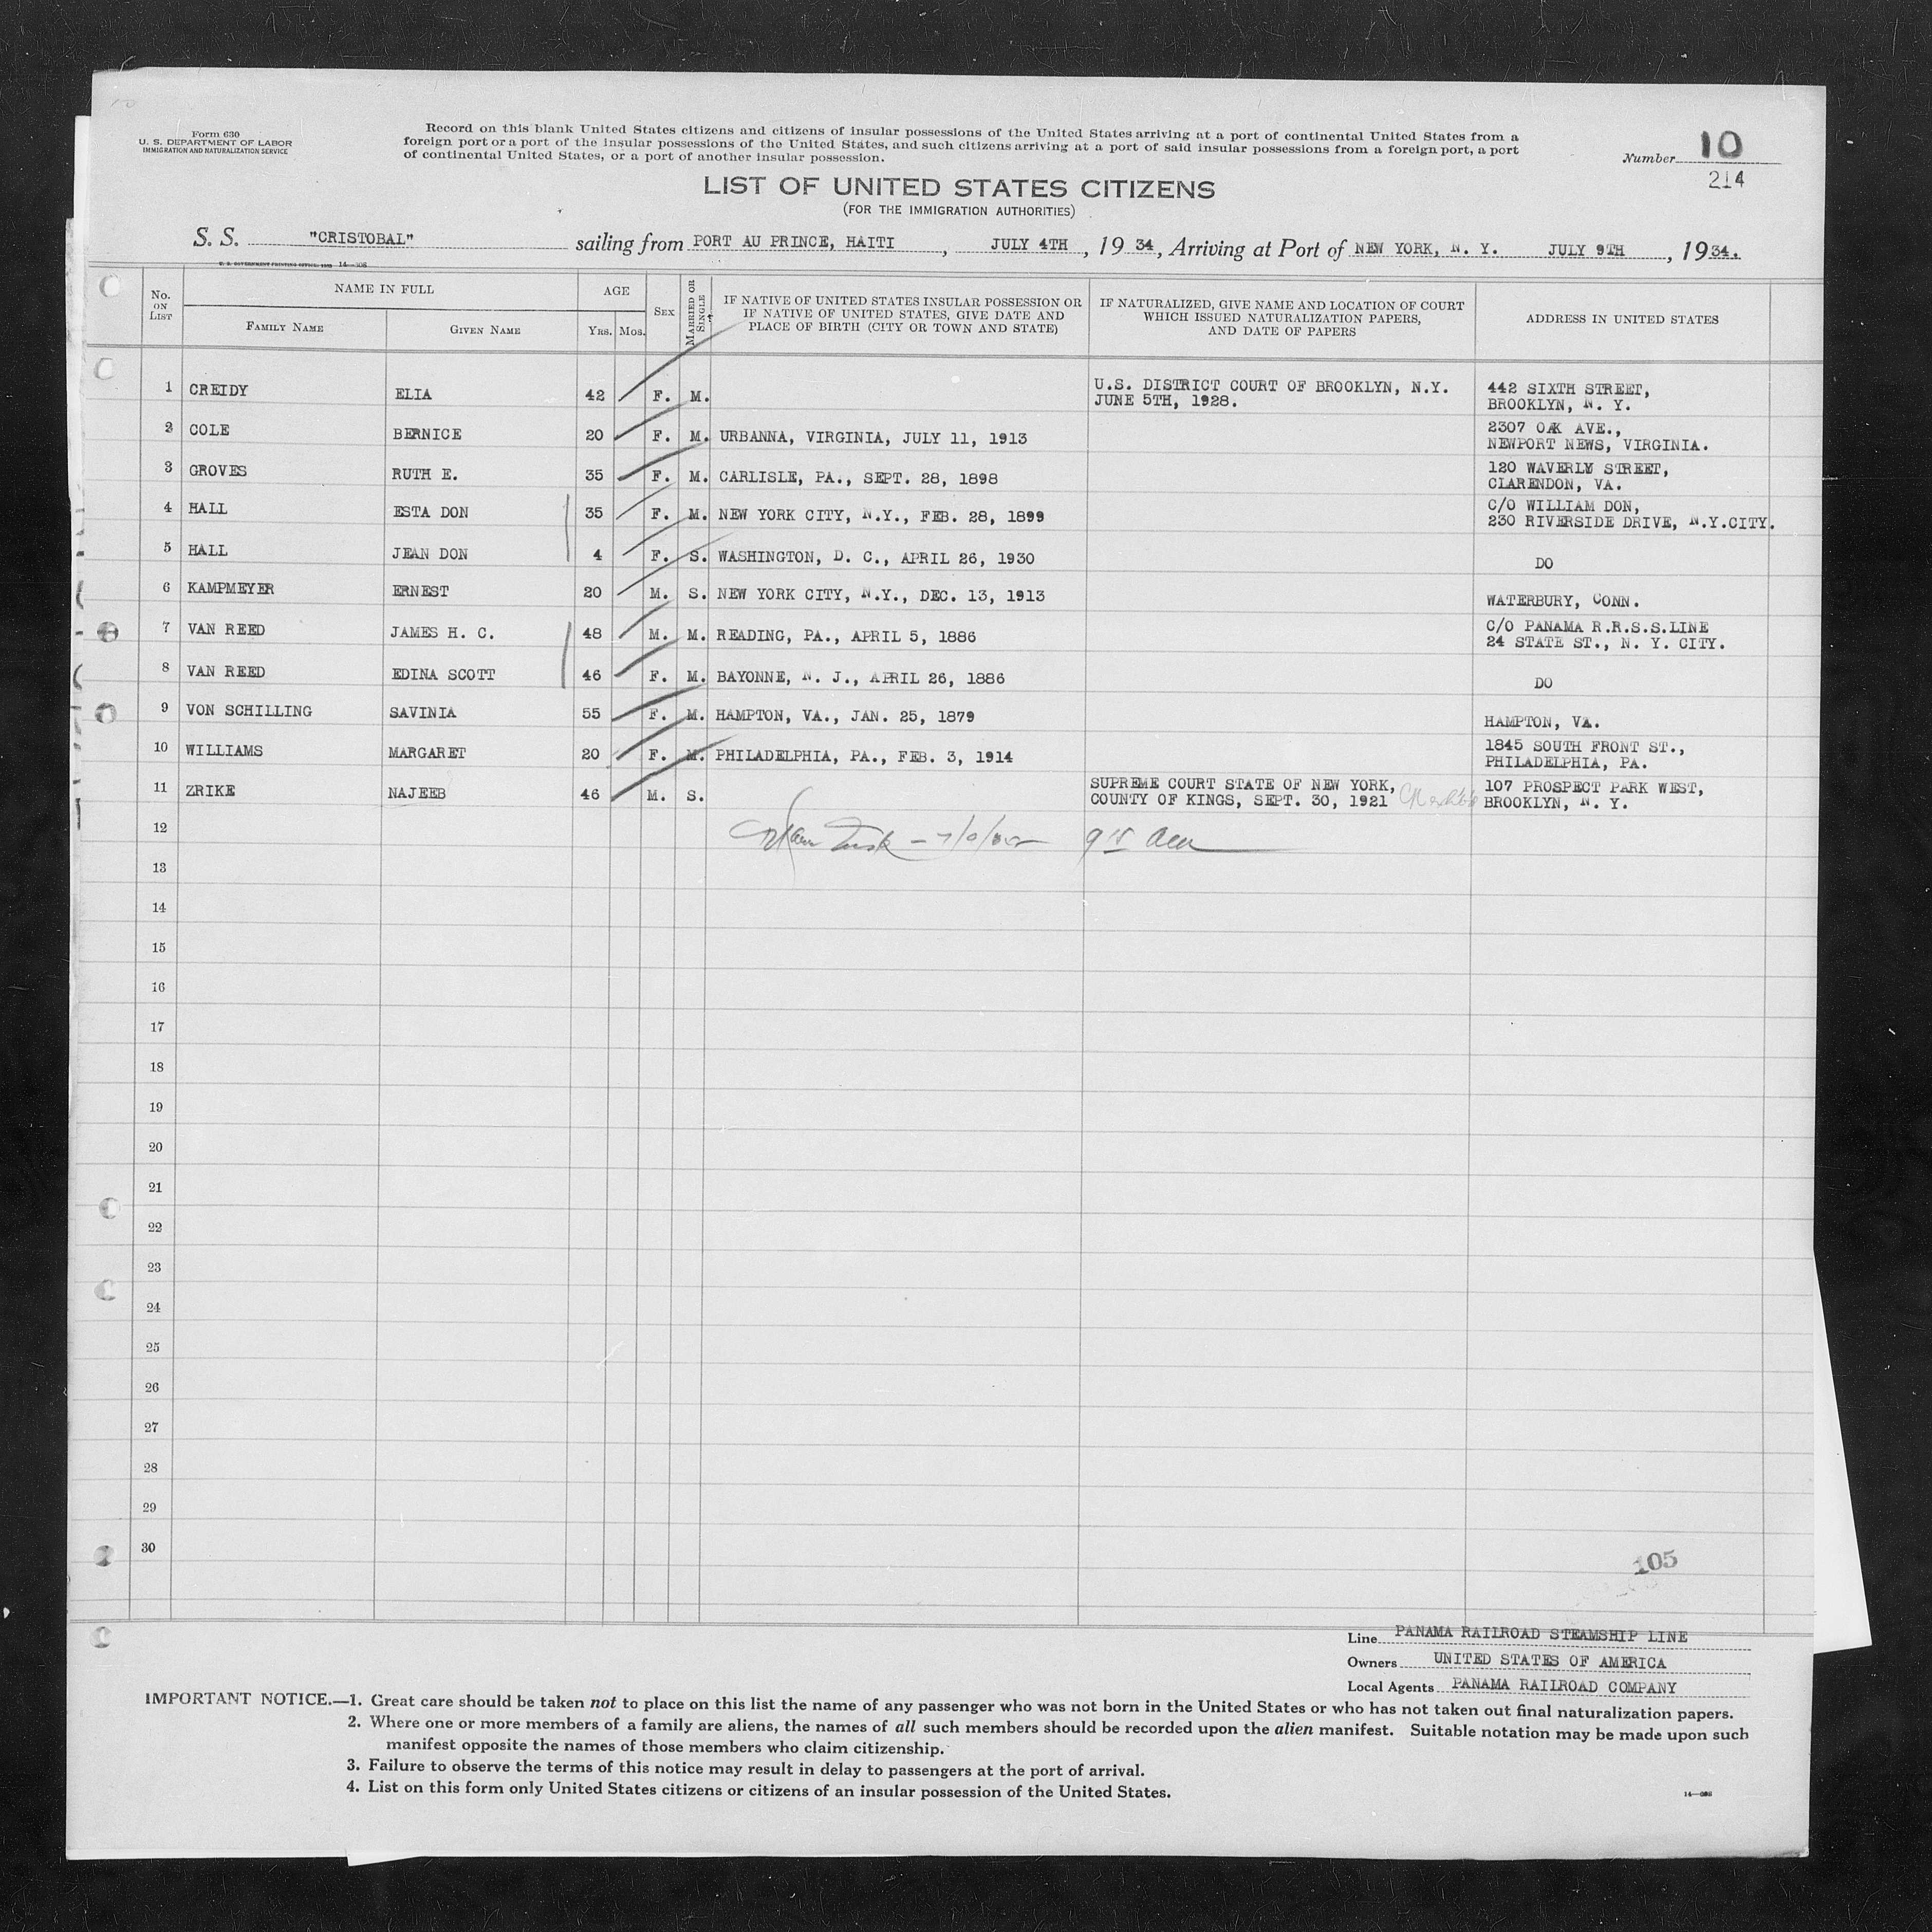 Form 630
U. S. DEPARTMENT OF LABOR
IMMIGRATION AND NATURALIZATION SERVICE
Record on this blank United States citizens and citizens of insular possessions of the United States arriving at a port of continental United States from a
foreign port or a port of the insular possessions of the United States, and such citizens arriving at a port of said insular possessions from a foreign port, a port
of continental United States, or a port of another insular possession.
Number 10
214
LIST OF UNITED STATES CITIZENS
(FOR THE IMMIGRATION AUTHORITIES)
S. S. "CRISTOBAL" sailing from PORT AU PRINCE, HAITI, JULY 4TH, 1934, Arriving at Port of NEW YORK, N. Y. JULY 9TH, 1934.
No. ON LIST
NAME IN FULL
FAMILY NAME
GIVEN NAME
AGE
YRS. MOS.
SEX
MARRIED OR SINGLE
IF NATIVE OF UNITED STATES INSULAR POSSESSION OR
IF NATIVE OF UNITED STATES, GIVE DATE AND
PLACE OF BIRTH (CITY OR TOWN AND STATE)
IF NATURALIZED, GIVE NAME AND LOCATION OF COURT
WHICH ISSUED NATURALIZATION PAPERS,
AND DATE OF PAPERS
ADDRESS IN UNITED STATES
1 CREIDY ELIA 42 F. M. U.S. DISTRICT COURT OF BROOKLYN, N.Y. 442 SIXTH STREET,
JUNE 5TH, 1928. BROOKLYN, N. Y.
2 COLE BERNICE 20 F. M. URBANNA, VIRGINIA, JULY 11, 1913 2307 OAK AVE.,
NEWPORT NEWS, VIRGINIA.
3 GROVES RUTH E. 35 F. M. CARLISLE, PA., SEPT. 28, 1898 120 WAVERLY STREET,
CLARENDON, VA.
4 HALL ESTA DON 35 F. M. NEW YORK CITY, N.Y., FEB. 28, 1899 C/O WILLIAM DON,
230 RIVERSIDE DRIVE, N.Y.CITY.
5 HALL JEAN DON 4 F. S. WASHINGTON, D. C., APRIL 26, 1930 DO
6 KAMPMEYER ERNEST 20 M. S. NEW YORK CITY, N.Y., DEC. 13, 1913 WATERBURY, CONN.
7 VAN REED JAMES H. C. 48 M. M. READING, PA., APRIL 5, 1886 C/O PANAMA R.R.S.S.LINE
24 STATE ST., N. Y. CITY.
8 VAN REED EDINA SCOTT 46 F. M. BAYONNE, N. J., APRIL 26, 1886 DO
9 VON SCHILLING SAVINIA 55 F. M. HAMPTON, VA., JAN. 25, 1879 HAMPTON, VA.
10 WILLIAMS MARGARET 20 F. M. PHILADELPHIA, PA., FEB. 3, 1914 1845 SOUTH FRONT ST.,
PHILADELPHIA, PA.
11 ZRIKE NAJEEB 46 M. S. SUPREME COURT STATE OF NEW YORK, 107 PROSPECT PARK WEST,
COUNTY OF KINGS, SEPT. 30, 1921 BROOKLYN, N. Y.
12
13
14
15
16
17
18
19
20
21
22
23
24
25
26
27
28
29
30
105
Line PANAMA RAILROAD STEAMSHIP LINE
Owners UNITED STATES OF AMERICA
Local Agents PANAMA RAILROAD COMPANY
IMPORTANT NOTICE.—1. Great care should be taken not to place on this list the name of any passenger who was not born in the United States or who has not taken out final naturalization papers.
2. Where one or more members of a family are aliens, the names of all such members should be recorded upon the alien manifest. Suitable notation may be made upon such
manifest opposite the names of those members who claim citizenship.
3. Failure to observe the terms of this notice may result in delay to passengers at the port of arrival.
4. List on this form only United States citizens or citizens of an insular possession of the United States.